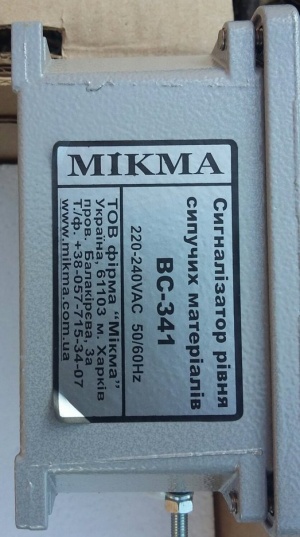 МІКМА
Сигналізатор рівня
сипучих матеріалів
ВС-341
220-240VAC 50/60Hz
ТОВ фірма "Мікма"
Україна, 61103 м. Харків
пров. Балакірєва, 3а
Т./ф. +38-057-715-34-07
www.mikma.com.ua